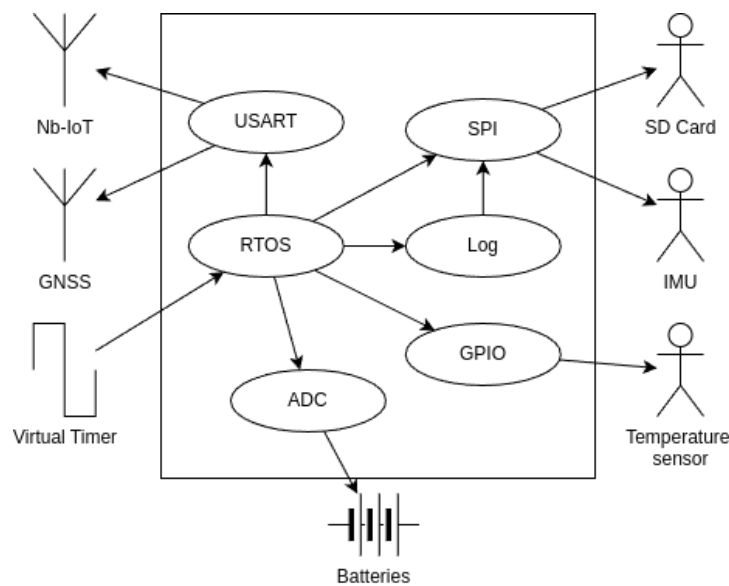 Nb-IoT
USART
SPI
SD Card
GNSS
RTOS
Log
IMU
Virtual Timer
ADC
GPIO
Temperature
sensor
Batteries